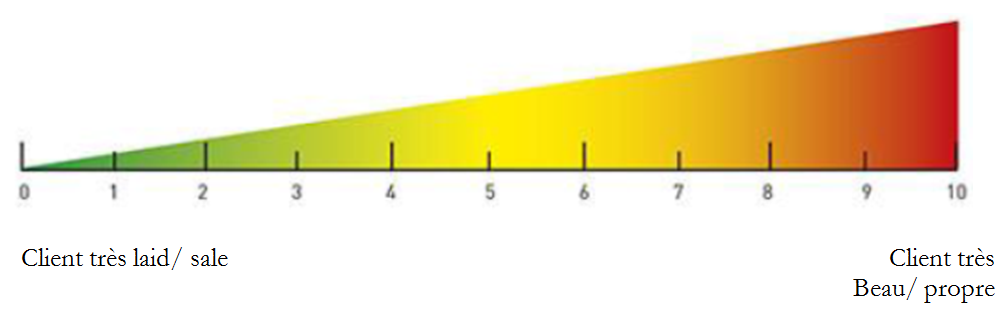 0 1 2 3 4 5 6 7 8 9 10
Client très laid/ sale
Client très
Beau/ propre